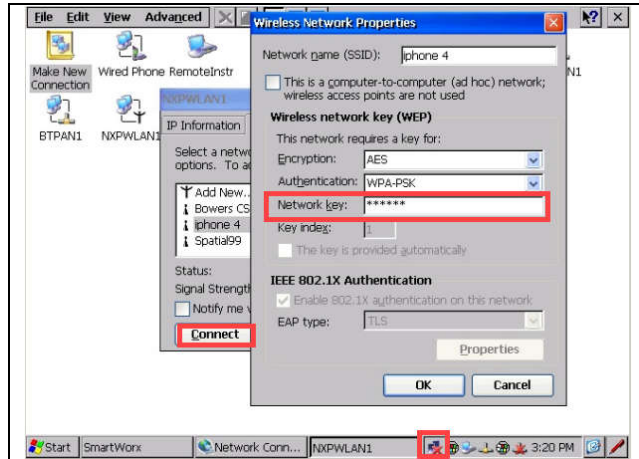 File Edit View Advanced
Wireless Network Properties
Make New Connection
Wired Phone
RemoteInstr
BTPAN1
NXPWLAN1
N1
NXPWLAN1
IP Information
Select a netwo
options. To a
Add New..
Bowers CS
iphone 4
Spatial99
Status:
Signal Strengt
Notify me
Connect
Network name (SSID): iphone 4
This is a computer-to-computer (ad hoc) network;
wireless access points are not used
Wireless network key (WEP)
This network requires a key for:
Encryption: AES
Authentication: WPA-PSK
Network key: ******
Key index: 1
The key is provided automatically
IEEE 802.1X Authentication
Enable 802.1X authentication on this network
EAP type: TLS
Properties
OK Cancel
Start SmartWorx Network Conn... NXPWLAN1 3:20 PM